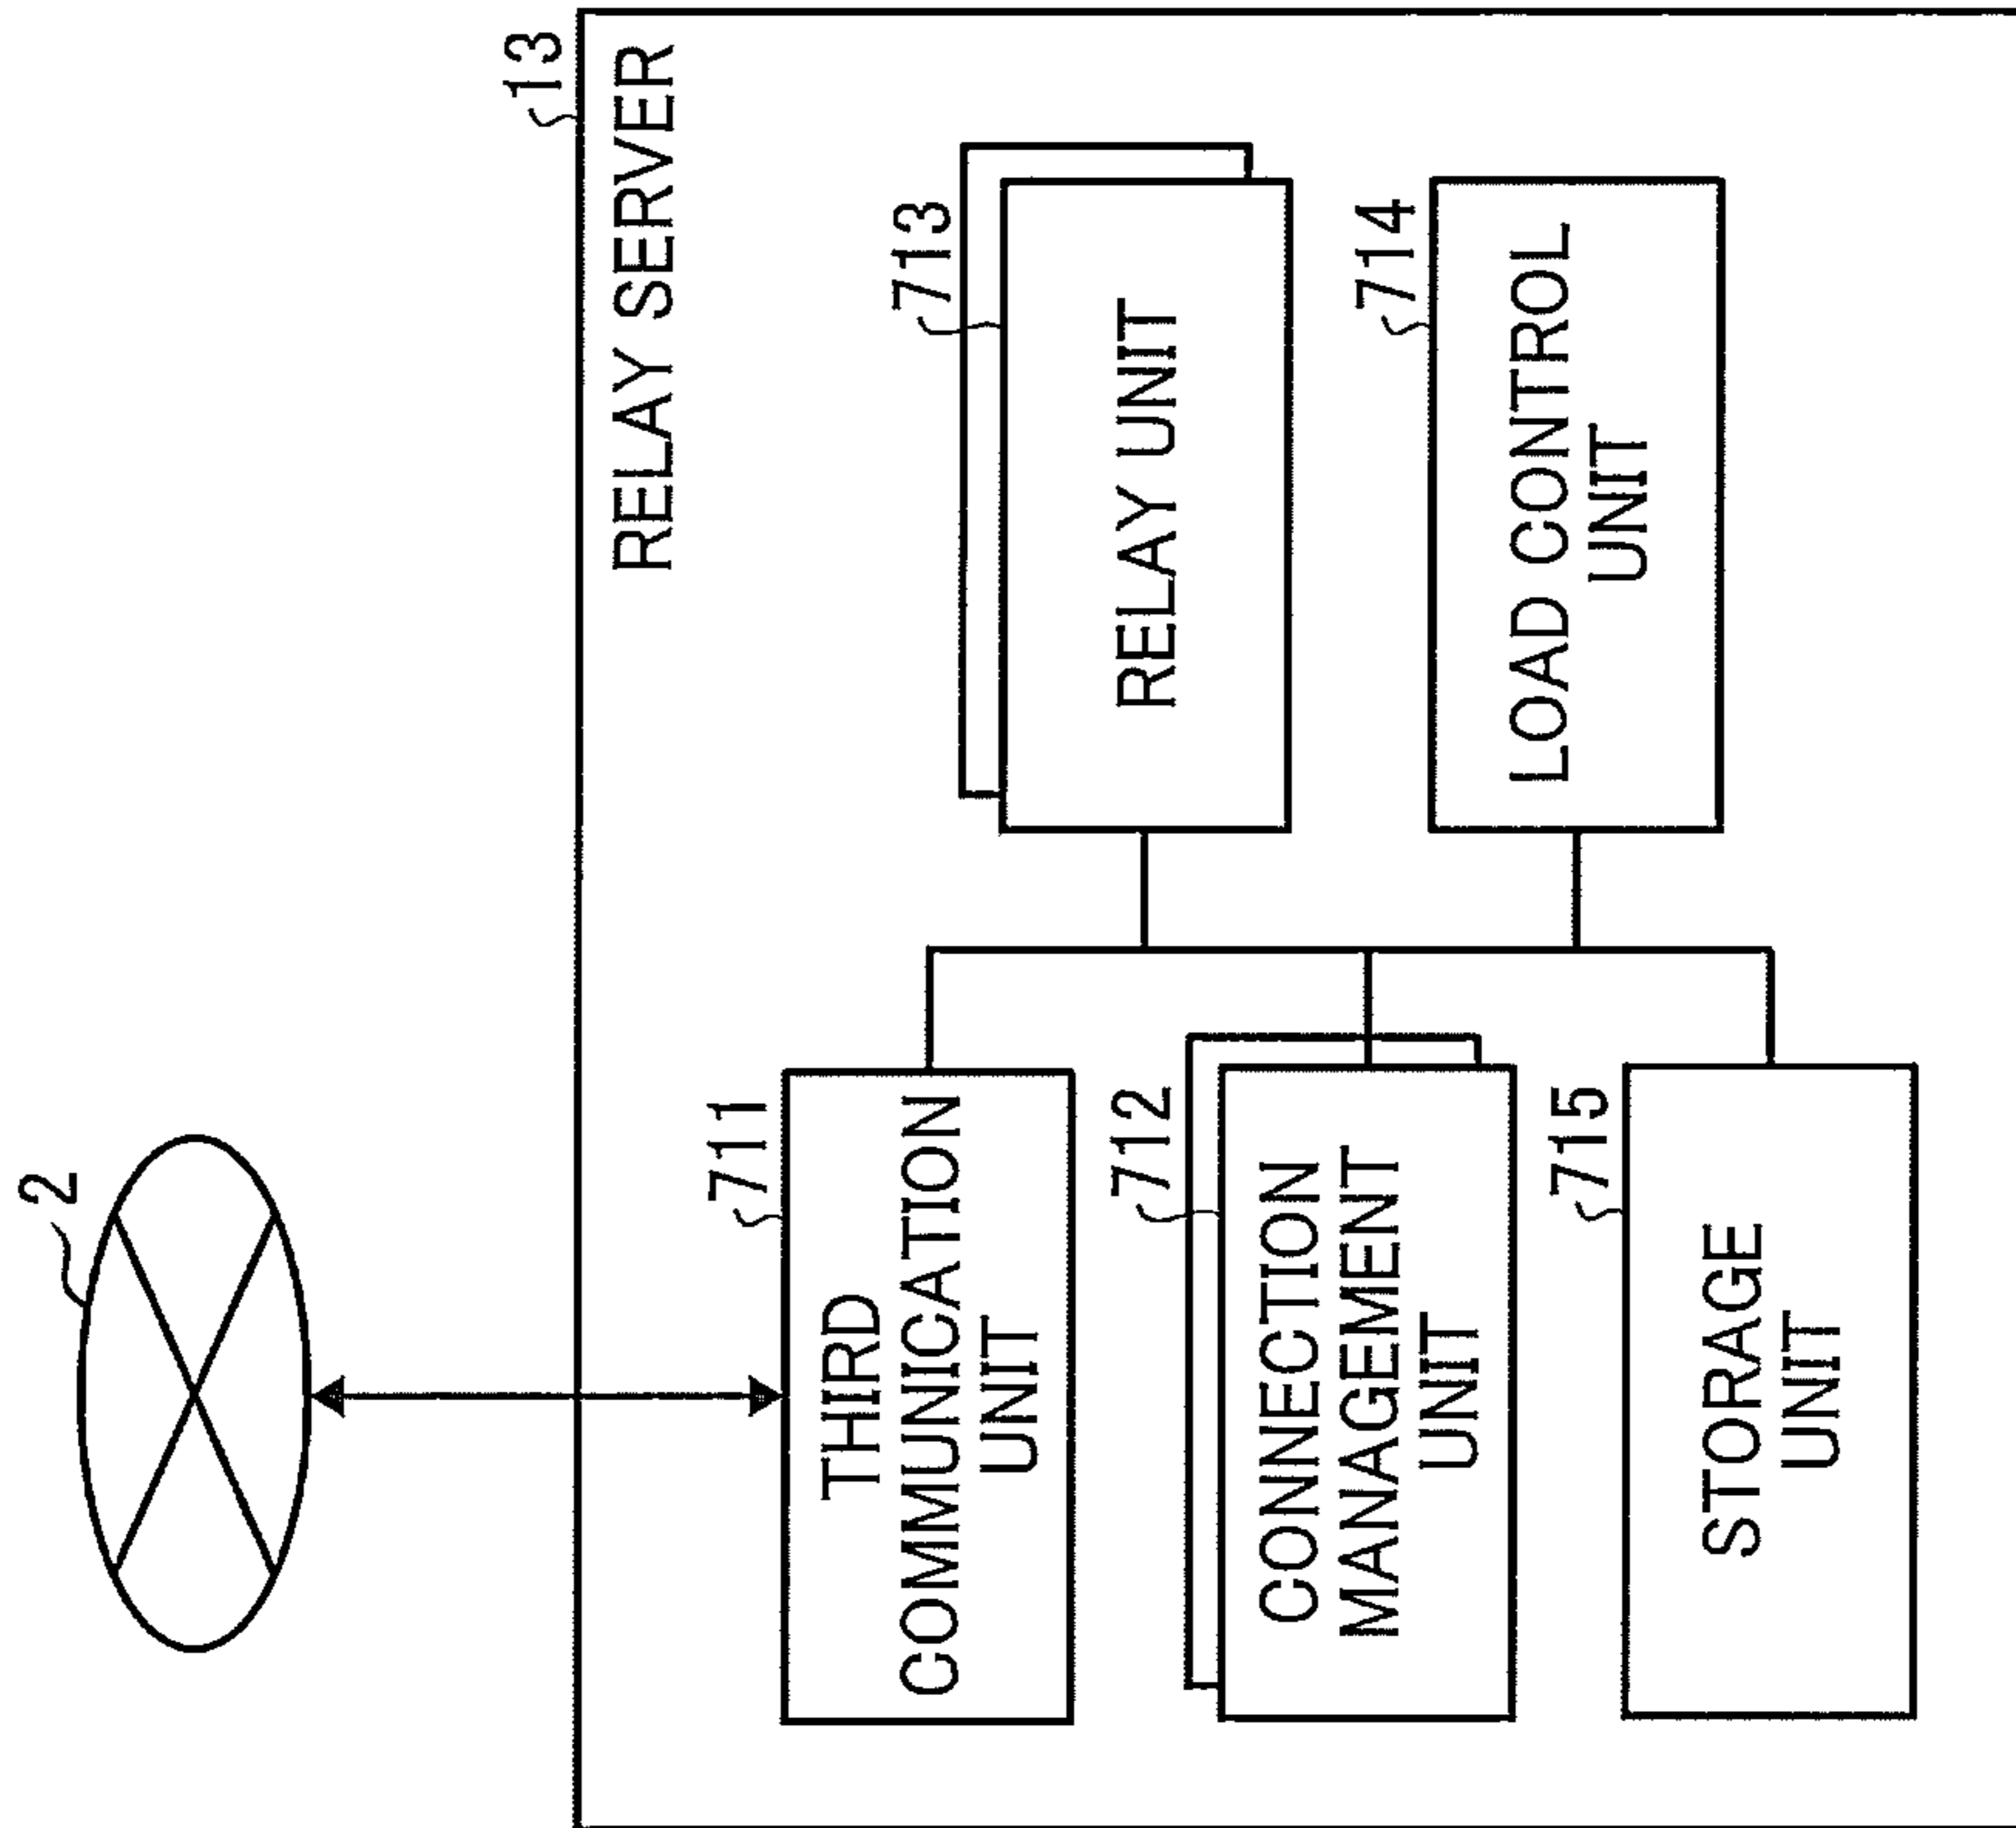 2
13
RELAY SERVER
711
THIRD
COMMUNICATION
UNIT
712
CONNECTION
MANAGEMENT
UNIT
715
STORAGE
UNIT
713
RELAY UNIT
714
LOAD CONTROL
UNIT